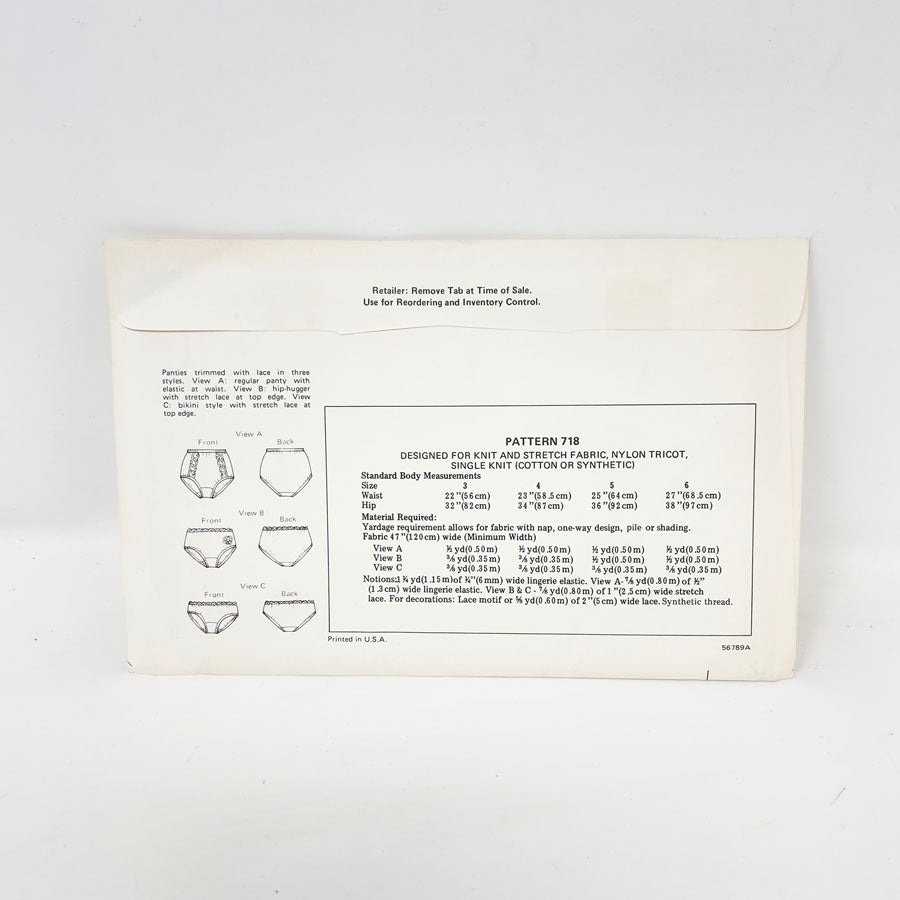 Retailer: Remove Tab at Time of Sale.
Use for Reordering and Inventory Control.
Panties trimmed with lace in three
styles. View A: regular panty with
elastic at waist. View B: hip-hugger
with stretch lace at top edge. View
C: bikini style with stretch lace at
top edge.
View A
Front Back
View B
Front Back
View C
Front Back
PATTERN 718
DESIGNED FOR KNIT AND STRETCH FABRIC, NYLON TRICOT,
SINGLE KNIT (COTTON OR SYNTHETIC)
Standard Body Measurements
Size 3 4 5 6
Waist 22"(56cm) 23"(58.5cm) 25"(64cm) 27"(68.5cm)
Hip 32"(82cm) 34"(87cm) 36"(92cm) 38"(97cm)
Material Required:
Yardage requirement allows for fabric with nap, one-way design, pile or shading.
Fabric 47"(120cm) wide (Minimum Width)
View A ½ yd(0.50m) ½ yd(0.50m) ½ yd(0.50m) ½ yd(0.50m)
View B ⅜ yd(0.35m) ⅜ yd(0.35m) ⅜ yd(0.35m) ⅜ yd(0.35m)
View C ⅜ yd(0.35m) ⅜ yd(0.35m) ⅜ yd(0.35m) ⅜ yd(0.35m)
Notions:1¼ yd(1.15m)of ¼"(6mm) wide lingerie elastic. View A-⅞ yd(0.80m) of ½"
(1.3cm) wide lingerie elastic. View B & C - ⅞ yd(0.80m) of 1"(2.5cm) wide stretch
lace. For decorations: Lace motif or ⅝ yd(0.60m) of 2"(5cm) wide lace. Synthetic thread.
Printed in U.S.A.
56789A